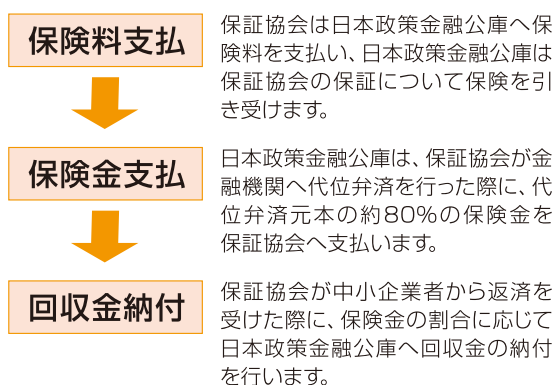 保険料支払
保証協会は日本政策金融公庫へ保
険料を支払い、日本政策金融公庫は
保証協会の保証について保険を引
き受けます。
保険金支払
日本政策金融公庫は、保証協会が金
融機関へ代位弁済を行った際に、代
位弁済元本の約80%の保険金を
保証協会へ支払います。
回収金納付
保証協会が中小企業者から返済を
受けた際に、保険金の割合に応じて
日本政策金融公庫へ回収金の納付
を行います。